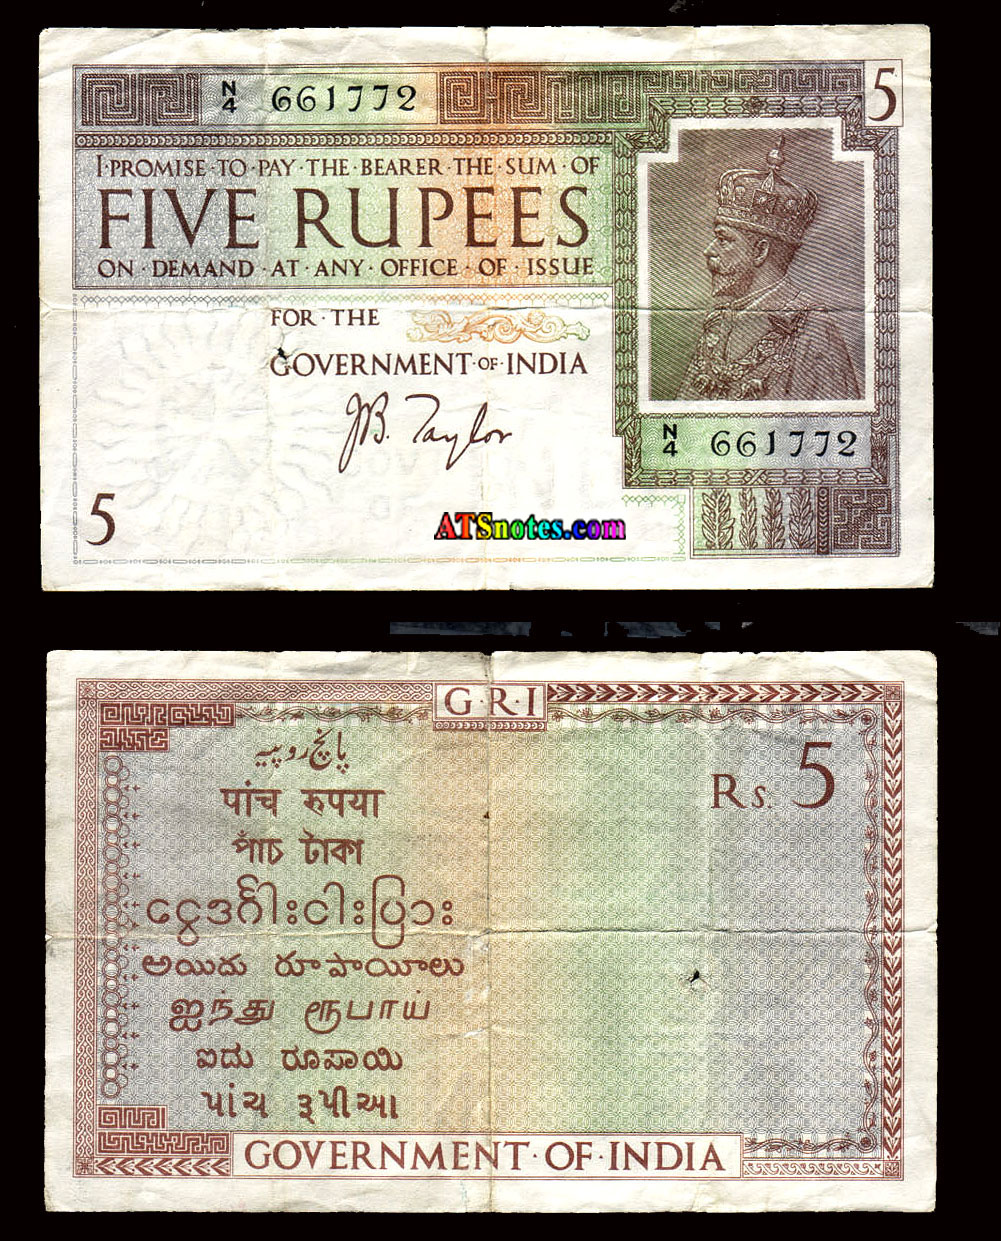 N/4 661772
5
I·PROMISE·TO·PAY·THE·BEARER·THE·SUM·OF
FIVE RUPEES
ON·DEMAND·AT·ANY·OFFICE·OF·ISSUE
FOR·THE
GOVERNMENT·OF·INDIA
J.B. Taylor
N/4 661772
5
ATSnotes.com
G·R·I
Rs. 5
پانچ روپیہ
पांच रुपया
পাঁচ টাকা
ငွေဒင်္ဂါးငါးပြား
అయిదు రూపాయీలు
ஐந்து ரூபாய்
ಐದು ರೂಪಾಯಿ
પાંચ રૂપીઆ
GOVERNMENT·OF·INDIA